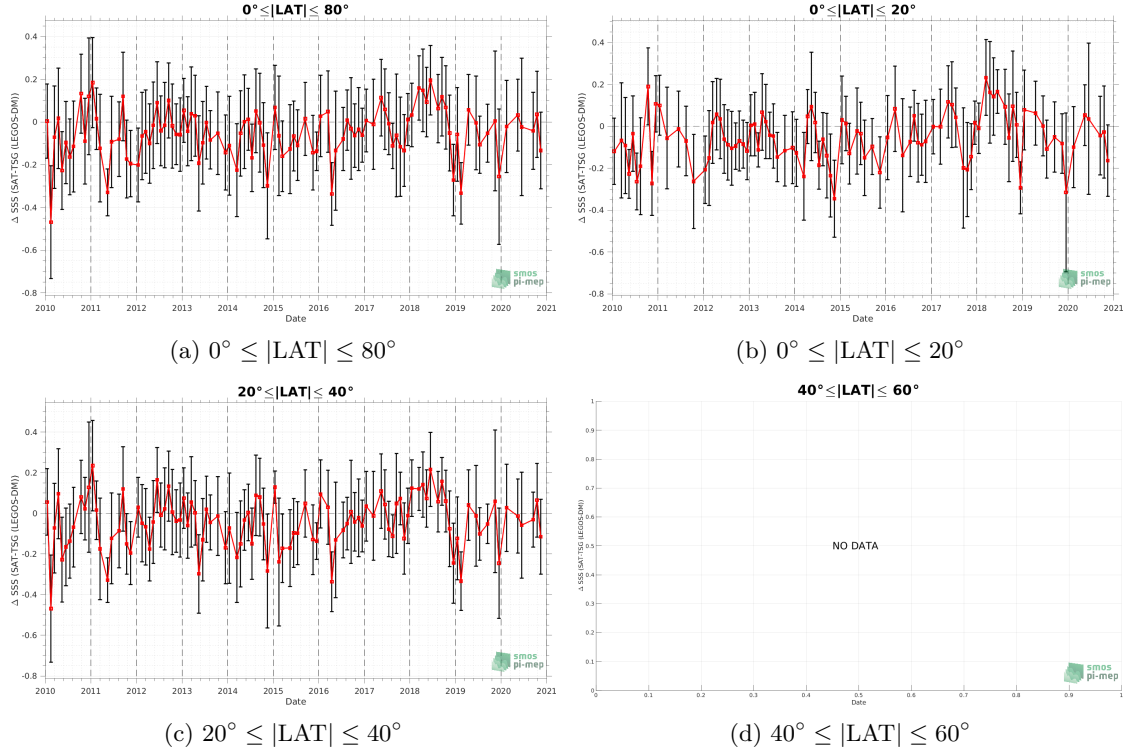 0°≤|LAT|≤ 80°
Δ SSS (SAT-TSG (LEGOS-DM))
0.4
0.2
0
-0.2
-0.4
-0.6
-0.8
2010 2011 2012 2013 2014 2015 2016 2017 2018 2019 2020 2021
Date
smos
pi-mep
(a) 0° ≤ |LAT| ≤ 80°
0°≤|LAT|≤ 20°
Δ SSS (SAT-TSG (LEGOS-DM))
0.4
0.2
0
-0.2
-0.4
-0.6
-0.8
2010 2011 2012 2013 2014 2015 2016 2017 2018 2019 2020 2021
Date
smos
pi-mep
(b) 0° ≤ |LAT| ≤ 20°
20°≤|LAT|≤ 40°
Δ SSS (SAT-TSG (LEGOS-DM))
0.4
0.2
0
-0.2
-0.4
-0.6
-0.8
2010 2011 2012 2013 2014 2015 2016 2017 2018 2019 2020 2021
Date
smos
pi-mep
(c) 20° ≤ |LAT| ≤ 40°
40°≤|LAT|≤ 60°
Δ SSS (SAT-TSG (LEGOS-DM))
1
0.9
0.8
0.7
0.6
0.5
0.4
0.3
0.2
0.1
0
NO DATA
0 0.1 0.2 0.3 0.4 0.5 0.6 0.7 0.8 0.9 1
Date
smos
pi-mep
(d) 40° ≤ |LAT| ≤ 60°